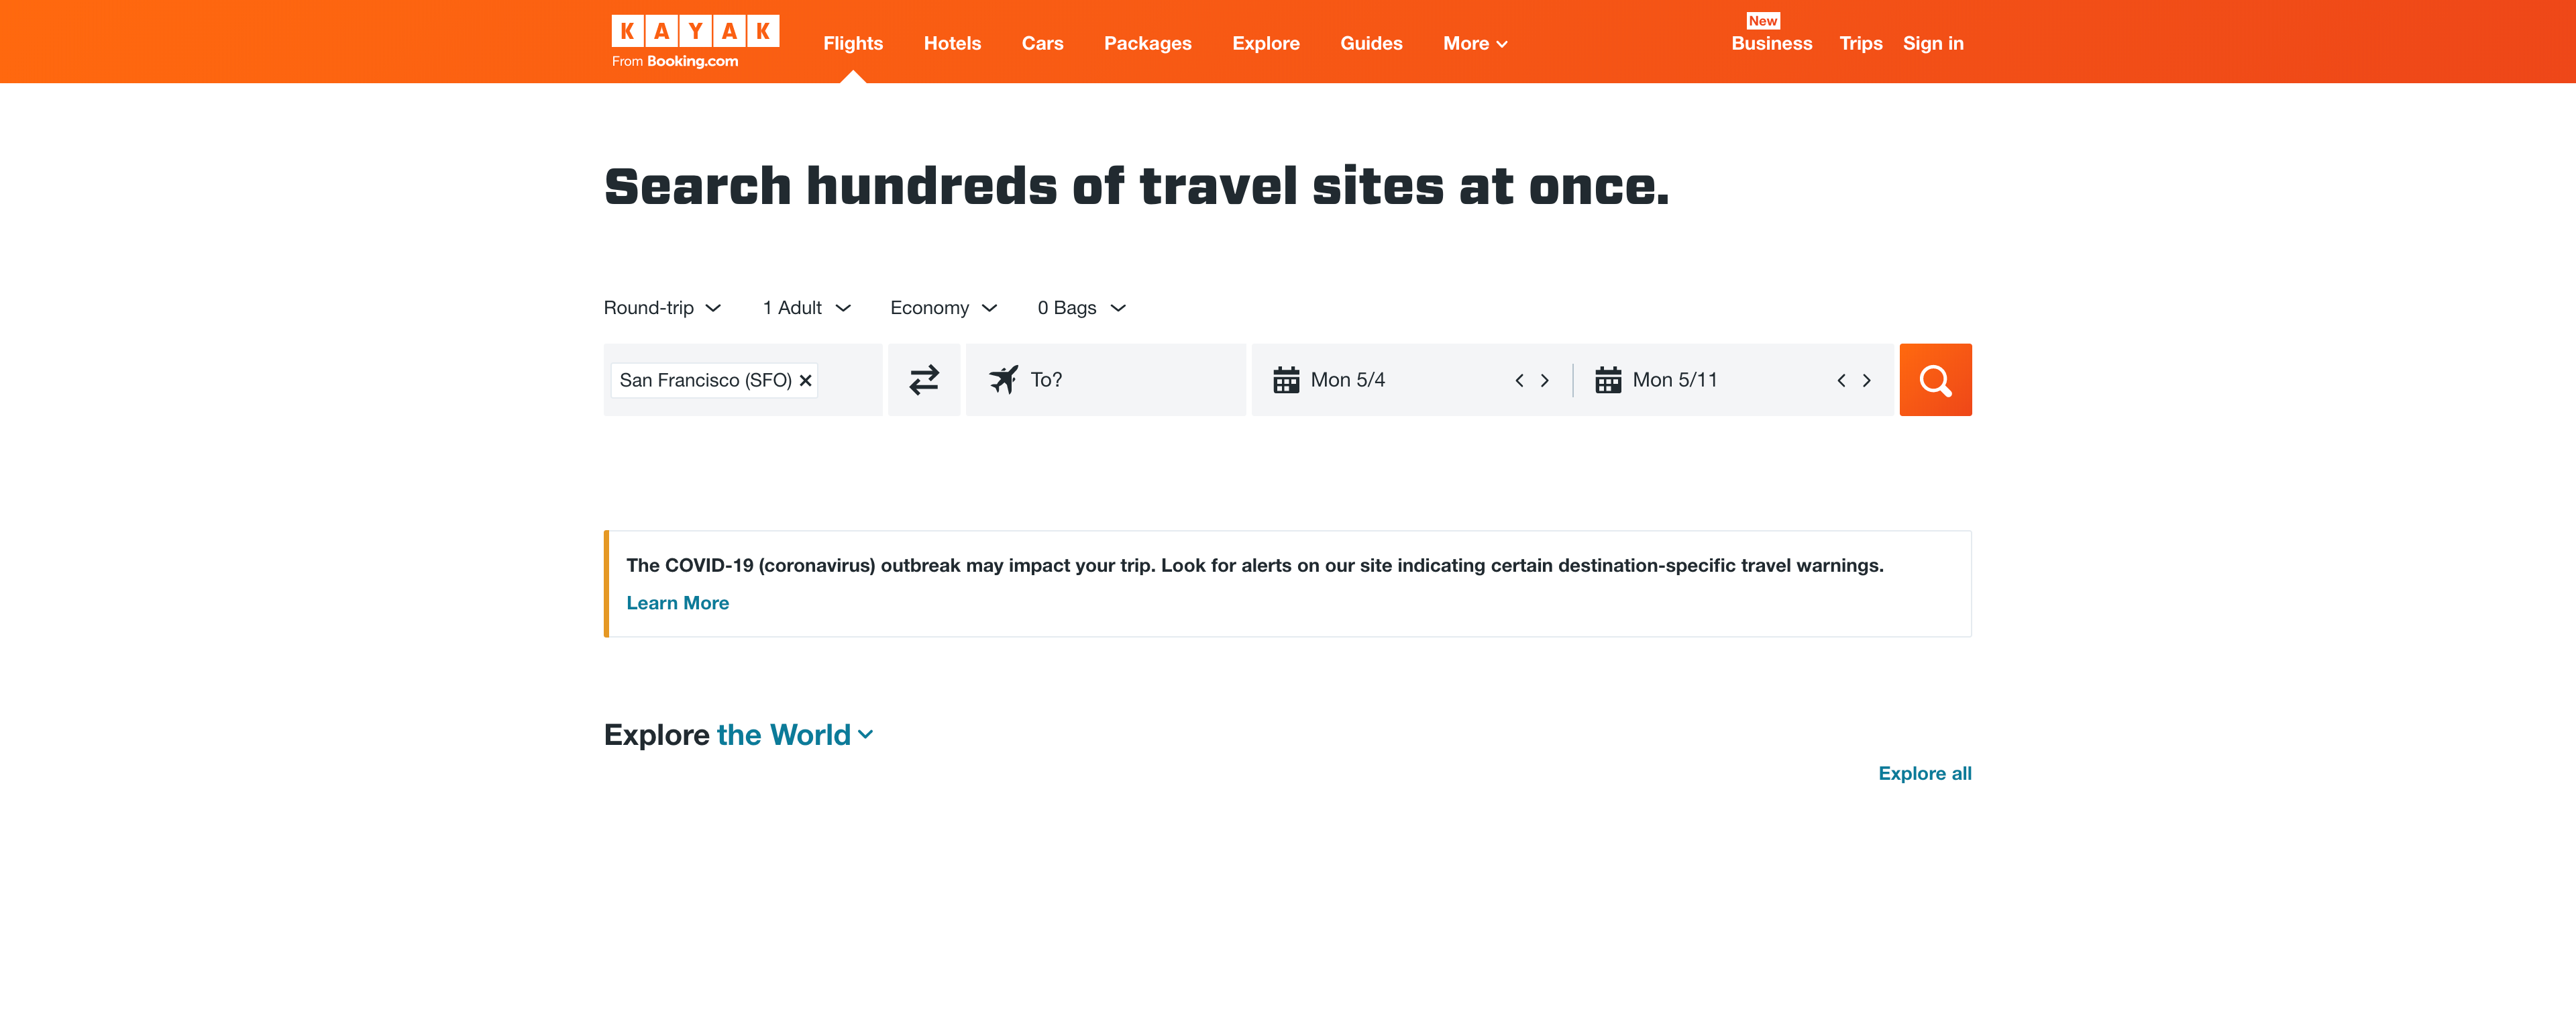 KAYAK
From Booking.com
Flights Hotels Cars Packages Explore Guides More
New
Business Trips Sign in
Search hundreds of travel sites at once.
Round-trip 1 Adult Economy 0 Bags
San Francisco (SFO) To? Mon 5/4 Mon 5/11
The COVID-19 (coronavirus) outbreak may impact your trip. Look for alerts on our site indicating certain destination-specific travel warnings.
Learn More
Explore the World
Explore all